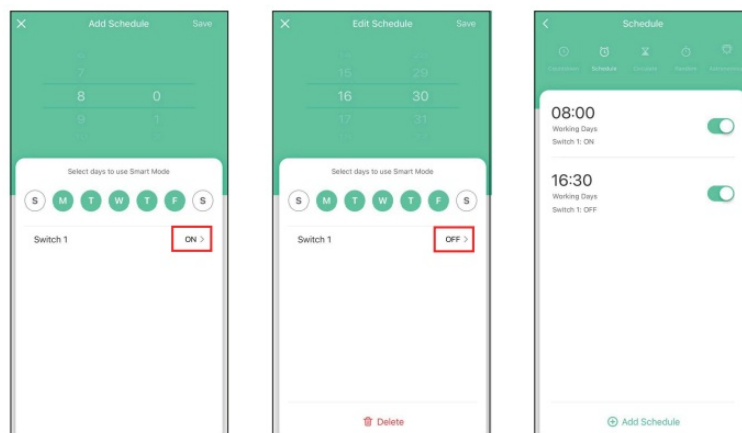 Add Schedule Save
7
8 0
9 1
Select days to use Smart Mode
S M T W T F S
Switch 1 ON >
Edit Schedule Save
15 29
16 30
17 31
Select days to use Smart Mode
S M T W T F S
Switch 1 OFF >
Delete
Schedule
Countdown Schedule
08:00
Working Days
Switch 1: ON
16:30
Working Days
Switch 1: OFF
Add Schedule